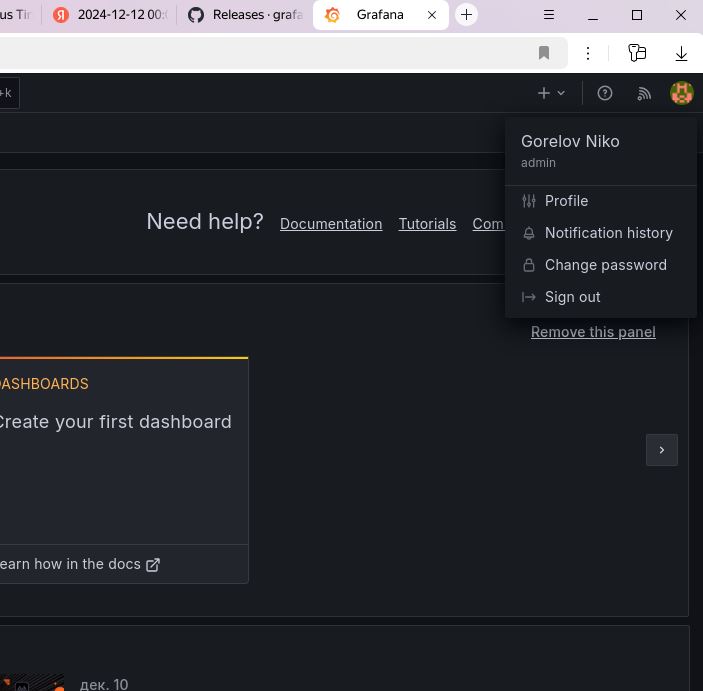 us Tir
2024-12-12 00:
Releases · grafa
Grafana
+k
Gorelov Niko
admin
Profile
Notification history
Change password
Sign out
Need help?
Documentation
Tutorials
Com
Remove this panel
DASHBOARDS
Create your first dashboard
earn how in the docs
дек. 10